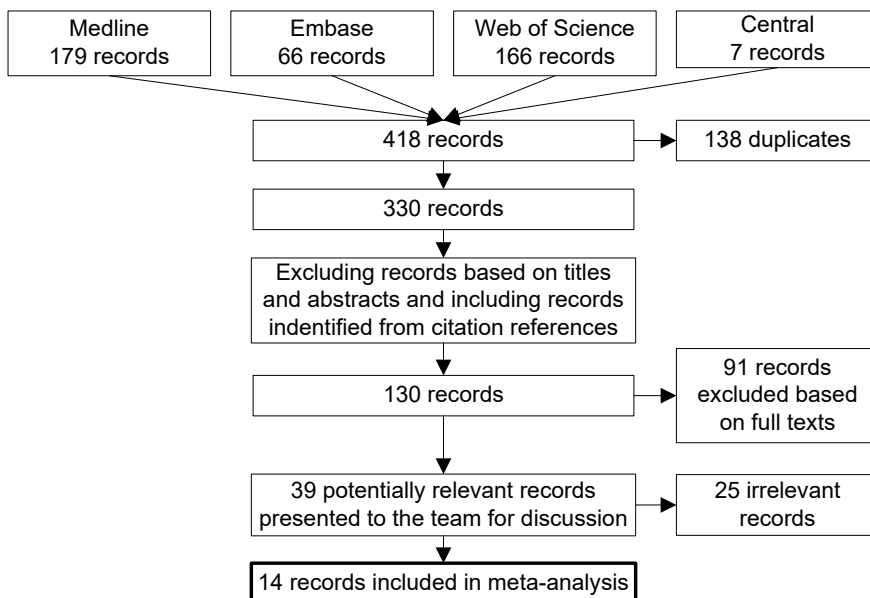 Medline
179 records
Embase
66 records
Web of Science
166 records
Central
7 records
418 records
138 duplicates
330 records
Excluding records based on titles
and abstracts and including records
indentified from citation references
130 records
91 records
excluded based
on full texts
39 potentially relevant records
presented to the team for discussion
25 irrelevant
records
14 records included in meta-analysis